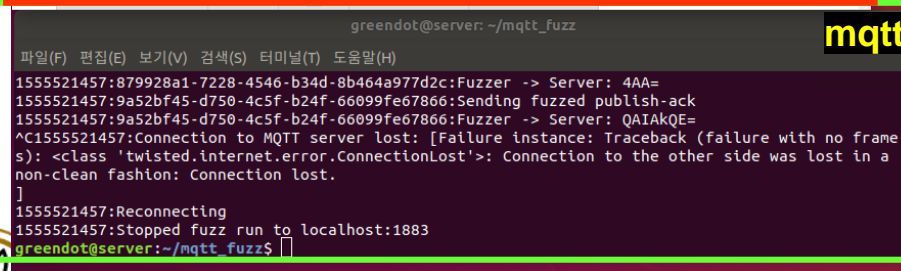 greendot@server: ~/mqtt_fuzz
mqtt
파일(F) 편집(E) 보기(V) 검색(S) 터미널(T) 도움말(H)
1555521457:879928a1-7228-4546-b34d-8b464a977d2c:Fuzzer -> Server: 4AA=
1555521457:9a52bf45-d750-4c5f-b24f-66099fe67866:Sending fuzzed publish-ack
1555521457:9a52bf45-d750-4c5f-b24f-66099fe67866:Fuzzer -> Server: QAIAkQE=
^C1555521457:Connection to MQTT server lost: [Failure instance: Traceback (failure with no frame
s): <class 'twisted.internet.error.ConnectionLost'>: Connection to the other side was lost in a
non-clean fashion: Connection lost.
]
1555521457:Reconnecting
1555521457:Stopped fuzz run to localhost:1883
greendot@server:~/mqtt_fuzz$